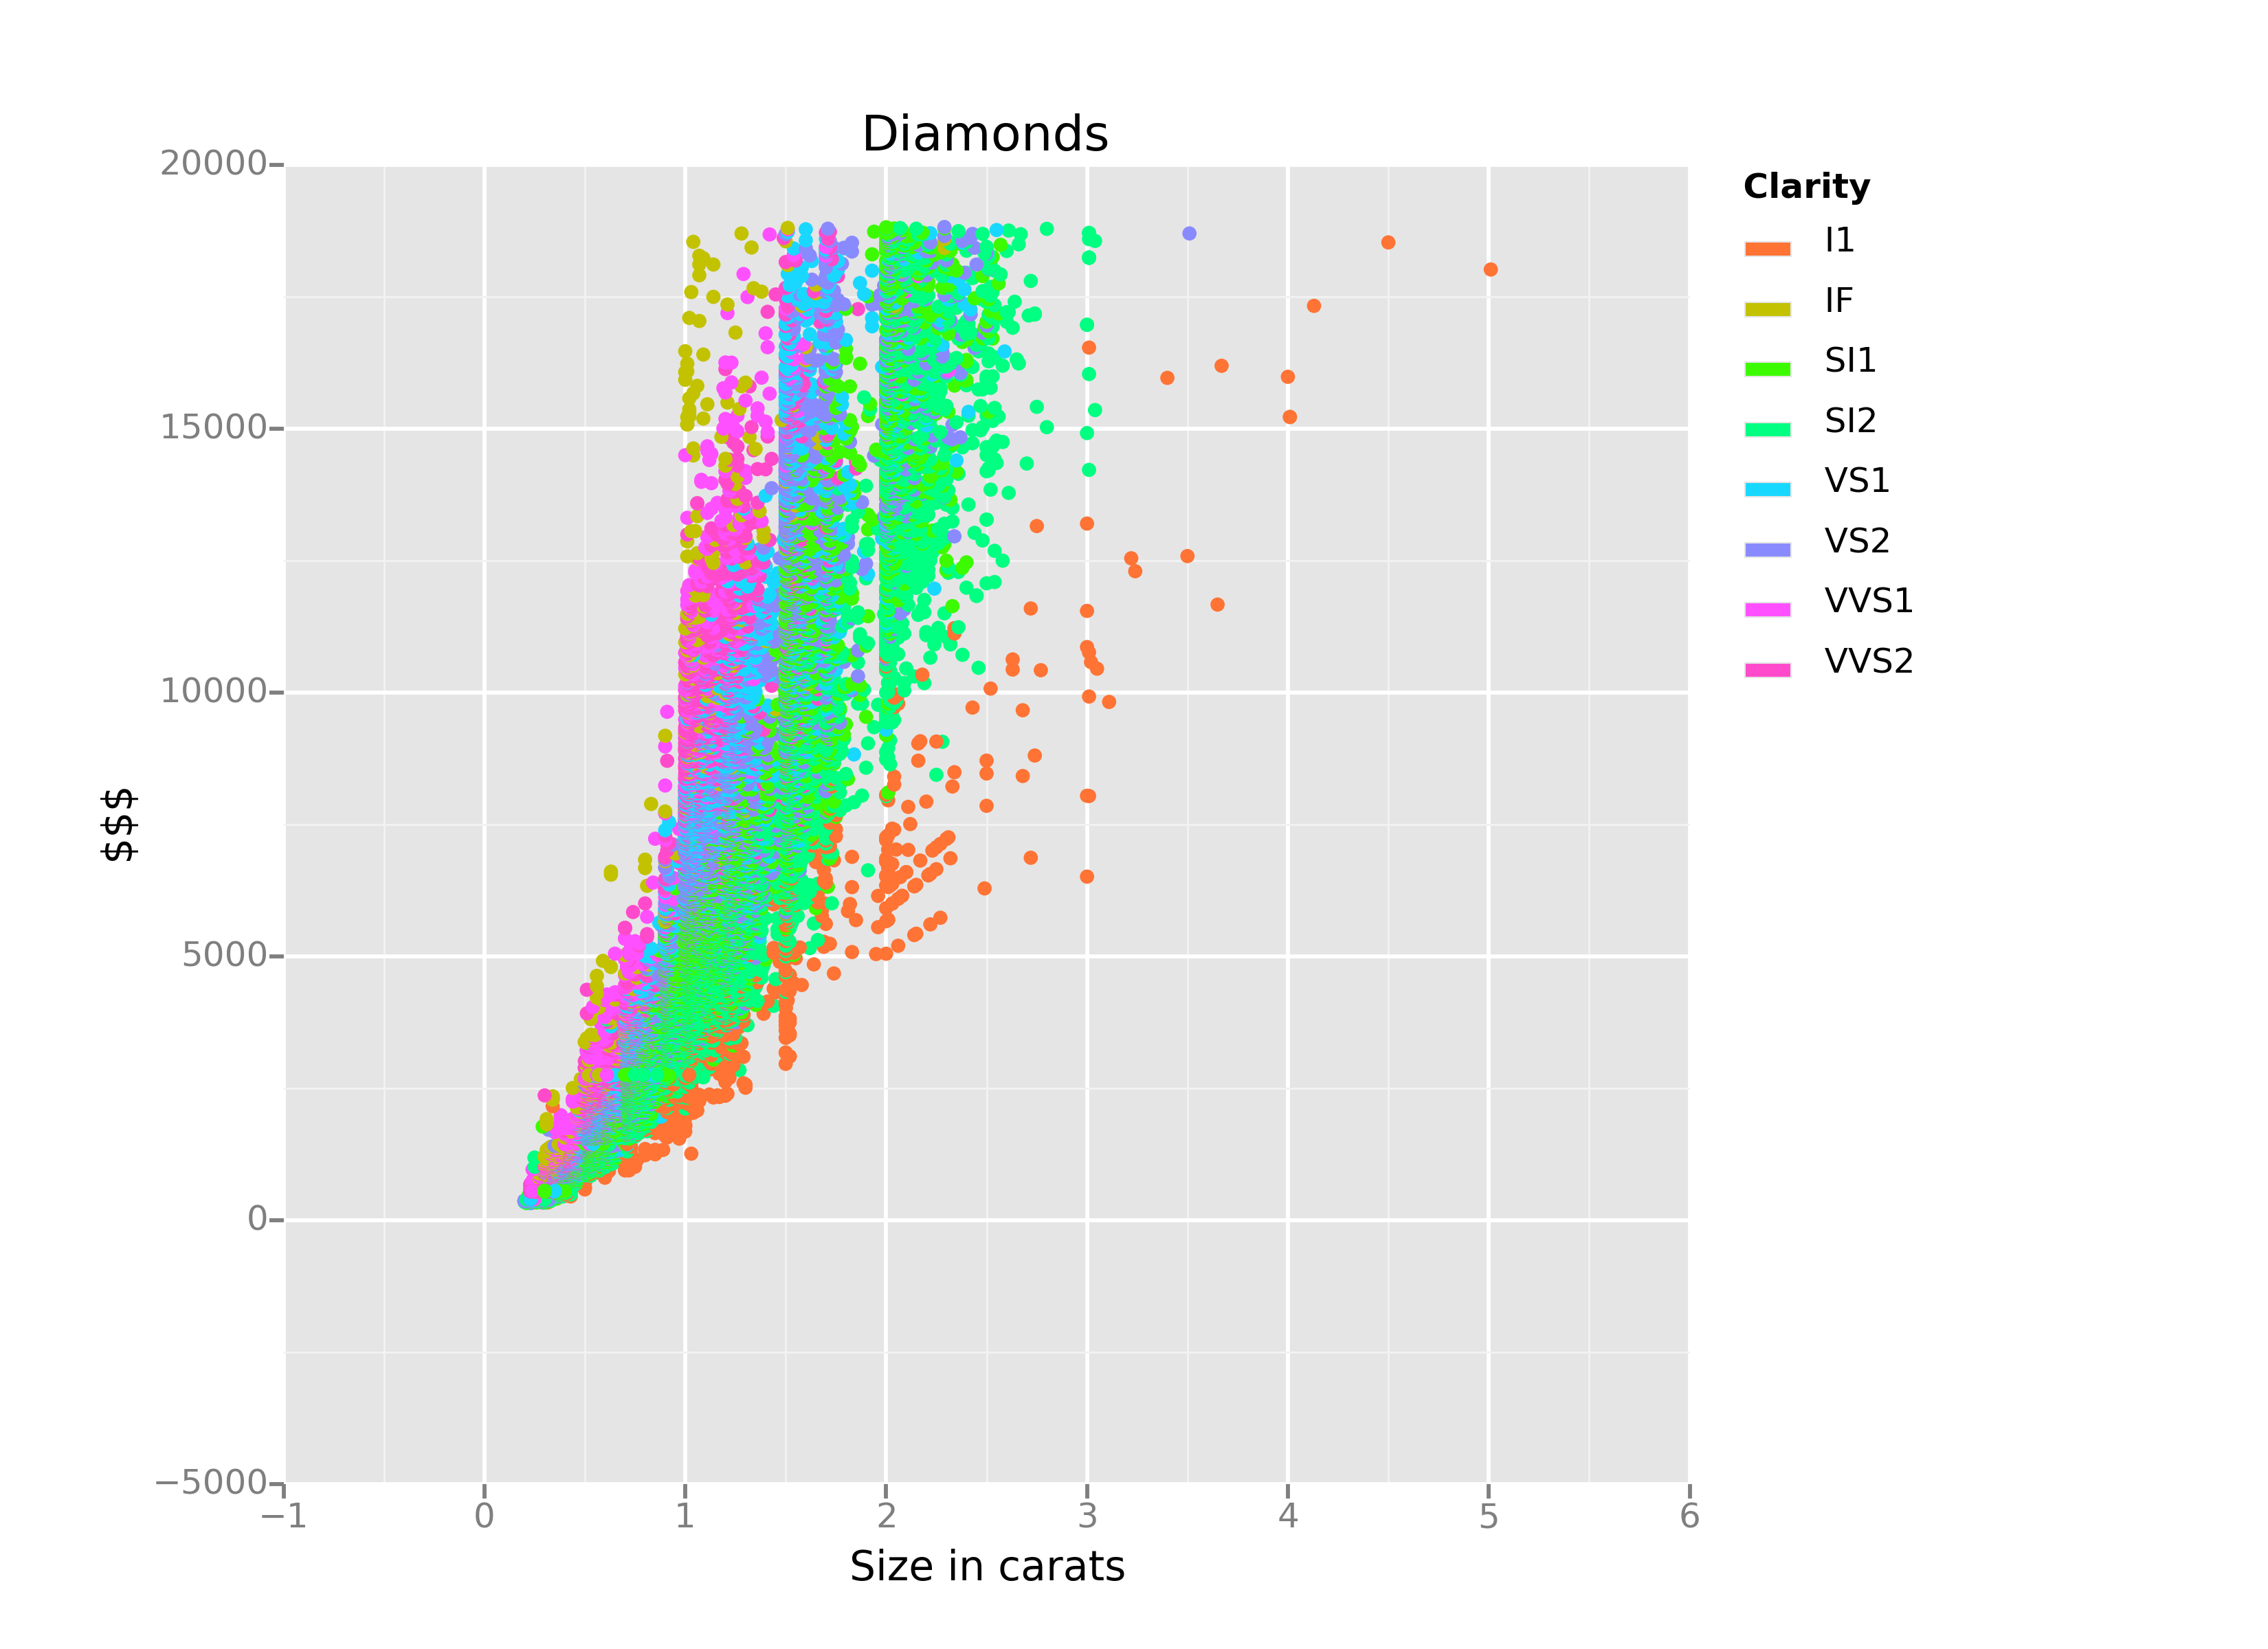 Diamonds
20000
15000
10000
5000
0
−5000
$$$
−1 0 1 2 3 4 5 6
Size in carats
Clarity
I1
IF
SI1
SI2
VS1
VS2
VVS1
VVS2